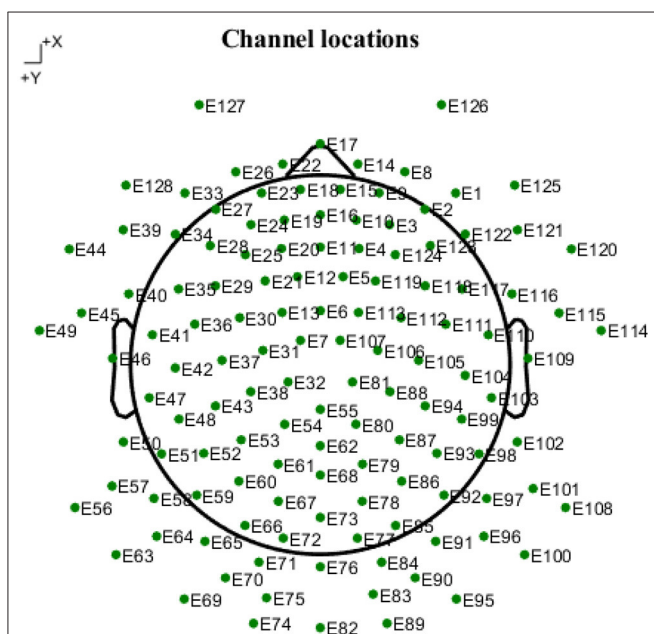 Channel locations
+X
+Y
E127 E126
E17
E22 E14
E26 E8
E128 E33 E23 E18 E15 E9 E1 E125
E27 E16 E2
E39 E34 E24 E19 E10 E3 E122 E121
E44 E28 E25 E20 E11 E4 E124 E123 E120
E40 E35 E29 E21 E12 E5 E119 E118 E117 E116
E49 E45 E41 E36 E30 E13 E6 E113 E112 E111 E110 E115 E114
E46 E42 E37 E31 E7 E107 E106 E105 E104 E109
E47 E43 E38 E32 E81 E88 E94 E103
E48 E54 E55 E80 E99
E50 E51 E52 E53 E62 E87 E93 E98 E102
E57 E58 E59 E60 E61 E68 E79 E86 E92 E97 E101
E56 E67 E78 E108
E63 E64 E65 E66 E72 E73 E77 E85 E91 E96 E100
E70 E71 E76 E84 E90
E69 E75 E83 E95
E74 E82 E89